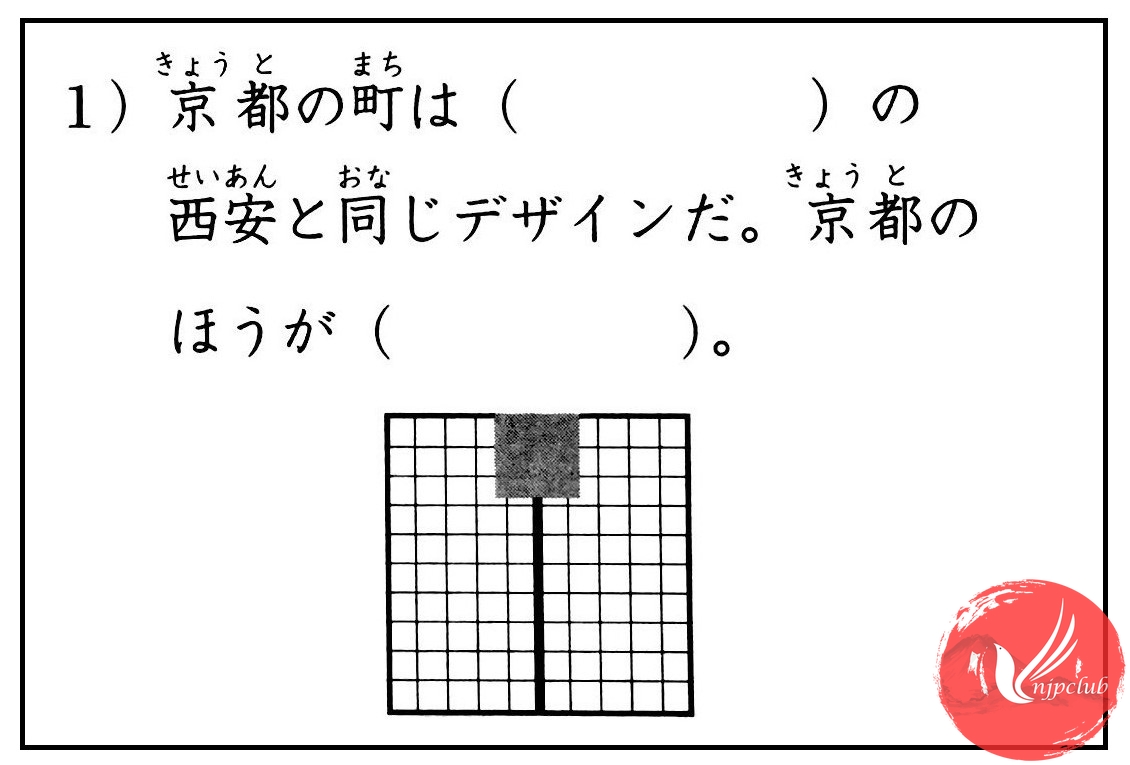 1）京都の町は（　　　　　）の
西安と同じデザインだ。京都の
ほうが（　　　　　）。
きょうと まち
せいあん おな きょうと
njpclub